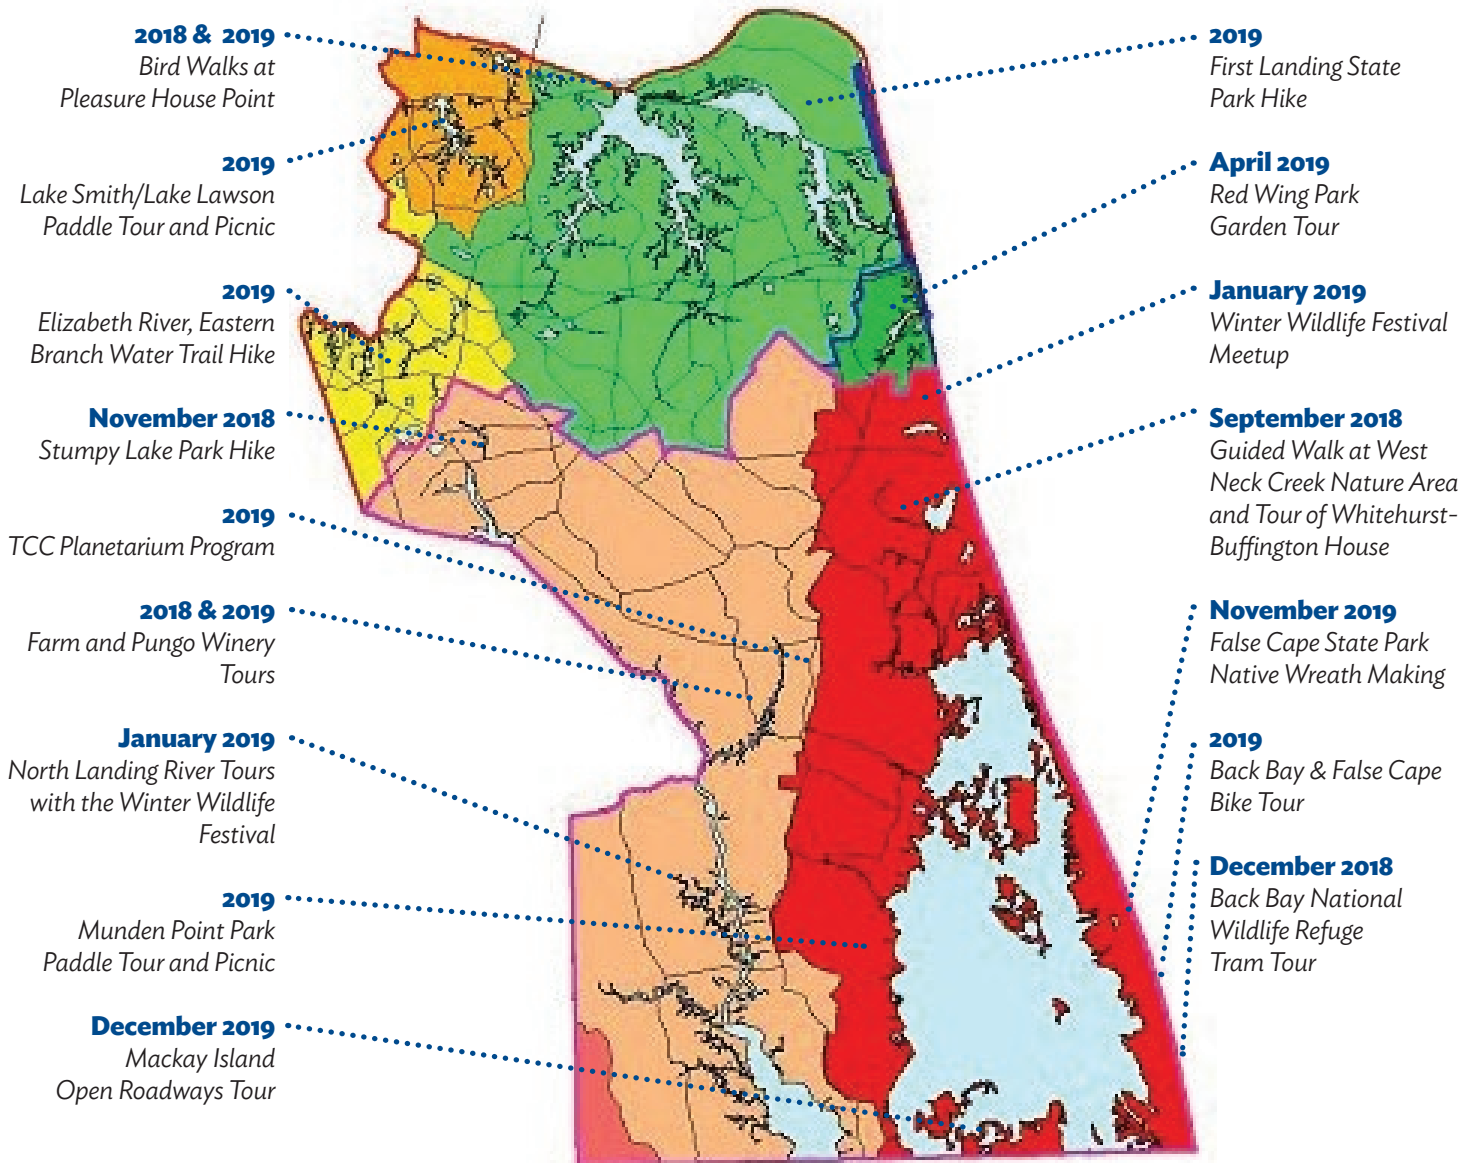 2018 & 2019
Bird Walks at
Pleasure House Point
2019
Lake Smith/Lake Lawson
Paddle Tour and Picnic
2019
Elizabeth River, Eastern
Branch Water Trail Hike
November 2018
Stumpy Lake Park Hike
2019
TCC Planetarium Program
2018 & 2019
Farm and Pungo Winery
Tours
January 2019
North Landing River Tours
with the Winter Wildlife
Festival
2019
Munden Point Park
Paddle Tour and Picnic
December 2019
Mackay Island
Open Roadways Tour
2019
First Landing State
Park Hike
April 2019
Red Wing Park
Garden Tour
January 2019
Winter Wildlife Festival
Meetup
September 2018
Guided Walk at West
Neck Creek Nature Area
and Tour of Whitehurst-
Buffington House
November 2019
False Cape State Park
Native Wreath Making
2019
Back Bay & False Cape
Bike Tour
December 2018
Back Bay National
Wildlife Refuge
Tram Tour